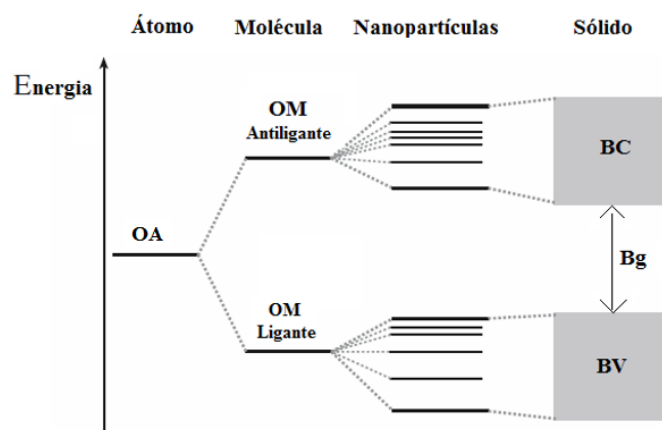 Átomo Molécula Nanopartículas Sólido
Energia
OM
Antiligante
BC
OA
Bg
OM
Ligante
BV